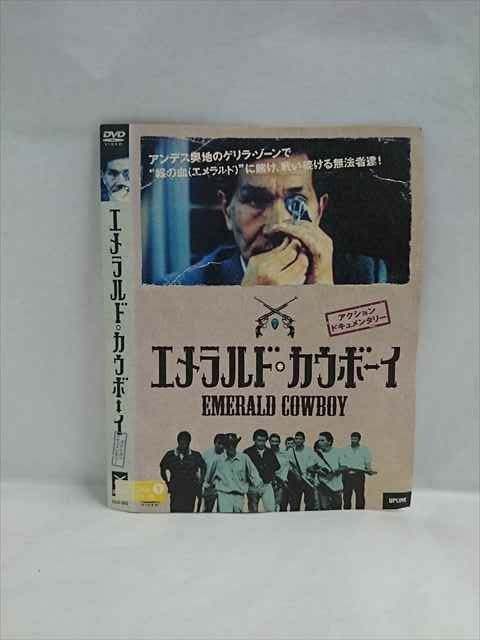 DVD
VIDEO
エメラルド・カウボーイ
アンデス奥地のゲリラ・ゾーンで
“緑の血(エメラルド)”に賭け、戦い続ける無法者達!
アクション
ドキュメンタリー
エメラルド・カウボーイ
EMERALD COWBOY
UPLINK